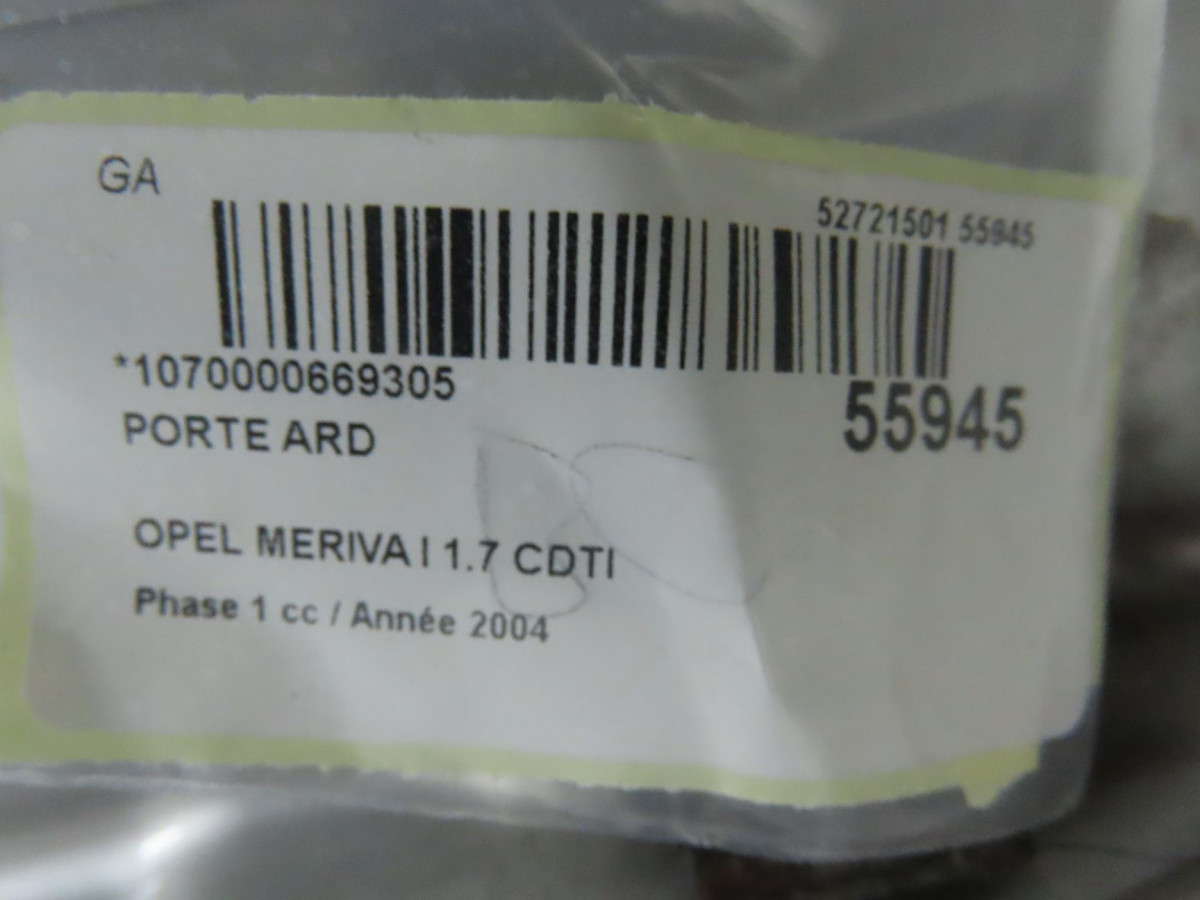 GA
52721501 55945
*1070000669305
55945
PORTE ARD
OPEL MERIVA I 1.7 CDTI
Phase 1 cc / Année 2004